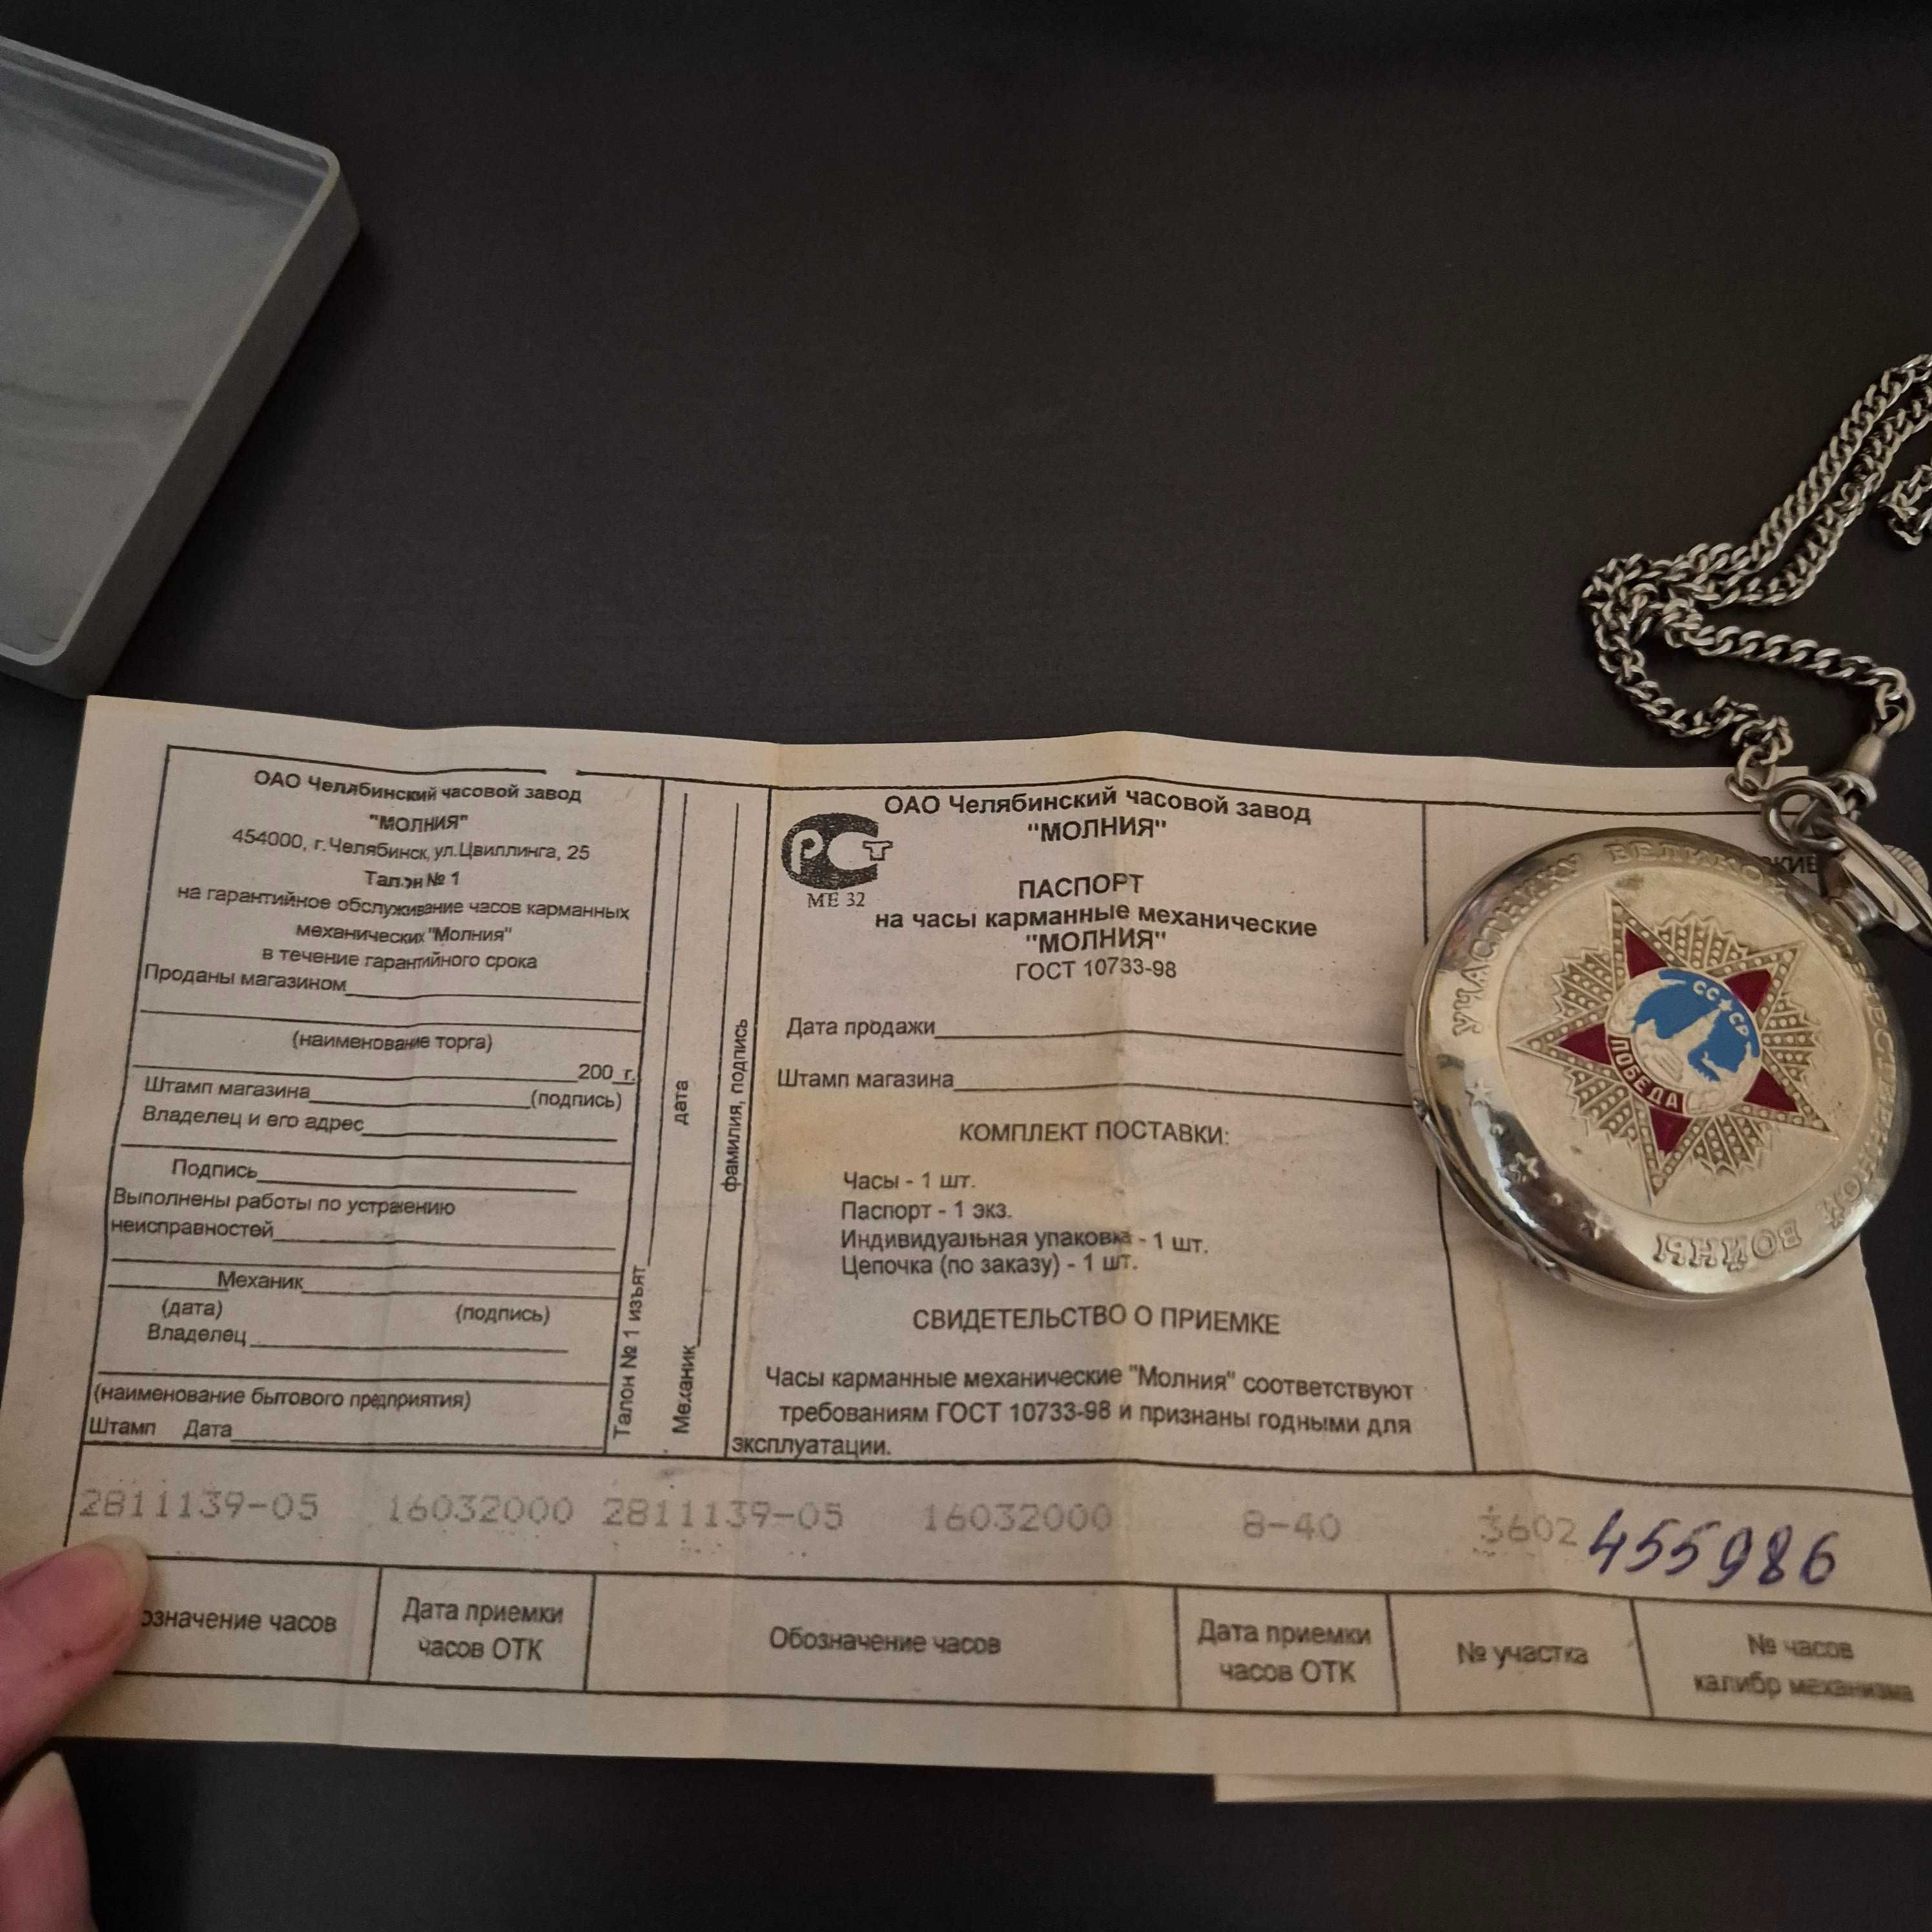 ОАО Челябинский часовой завод
"МОЛНИЯ"
454000, г.Челябинск, ул.Цвиллинга, 25
Талон № 1
на гарантийное обслуживание часов карманных
механических "Молния"
в течение гарантийного срока
Проданы магазином
(наименование торга)
200 г.
Штамп магазина (подпись)
Владелец и его адрес
Подпись
Выполнены работы по устранению
неисправностей
Механик
(дата) (подпись)
Владелец
(наименование бытового предприятия)
Штамп Дата
Талон № 1 изъят
дата
Механик
фамилия, подпись
РСТ
МЕ 32
ОАО Челябинский часовой завод
"МОЛНИЯ"
ПАСПОРТ
на часы карманные механические
"МОЛНИЯ"
ГОСТ 10733-98
Дата продажи
Штамп магазина
КОМПЛЕКТ ПОСТАВКИ:
Часы - 1 шт.
Паспорт - 1 экз.
Индивидуальная упаковка - 1 шт.
Цепочка (по заказу) - 1 шт.
СВИДЕТЕЛЬСТВО О ПРИЕМКЕ
Часы карманные механические "Молния" соответствуют
требованиям ГОСТ 10733-98 и признаны годными для
эксплуатации.
2811139-05 16032000 2811139-05 16032000 8-40 3602 455986
часов
Дата приемки
часов ОТК
Обозначение часов
Дата приемки
часов ОТК
№ участка
№ часов
калибр механизма
УЧАСТНИКУ ВЕЛИКОЙ ОТЕЧЕСТВЕННОЙ ВОЙНЫ
СССР
ПОБЕДА